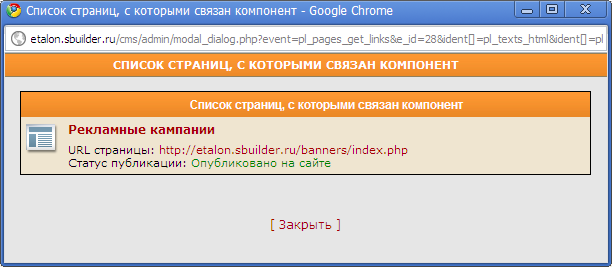 Список страниц, с которыми связан компонент - Google Chrome
etalon.sbuilder.ru/cms/admin/modal_dialog.php?event=pl_pages_get_links&e_id=28&ident[]=pl_texts_html&ident[]=pl
СПИСОК СТРАНИЦ, С КОТОРЫМИ СВЯЗАН КОМПОНЕНТ
Список страниц, с которыми связан компонент
Рекламные кампании
URL страницы: http://etalon.sbuilder.ru/banners/index.php
Статус публикации: Опубликовано на сайте
[ Закрыть ]